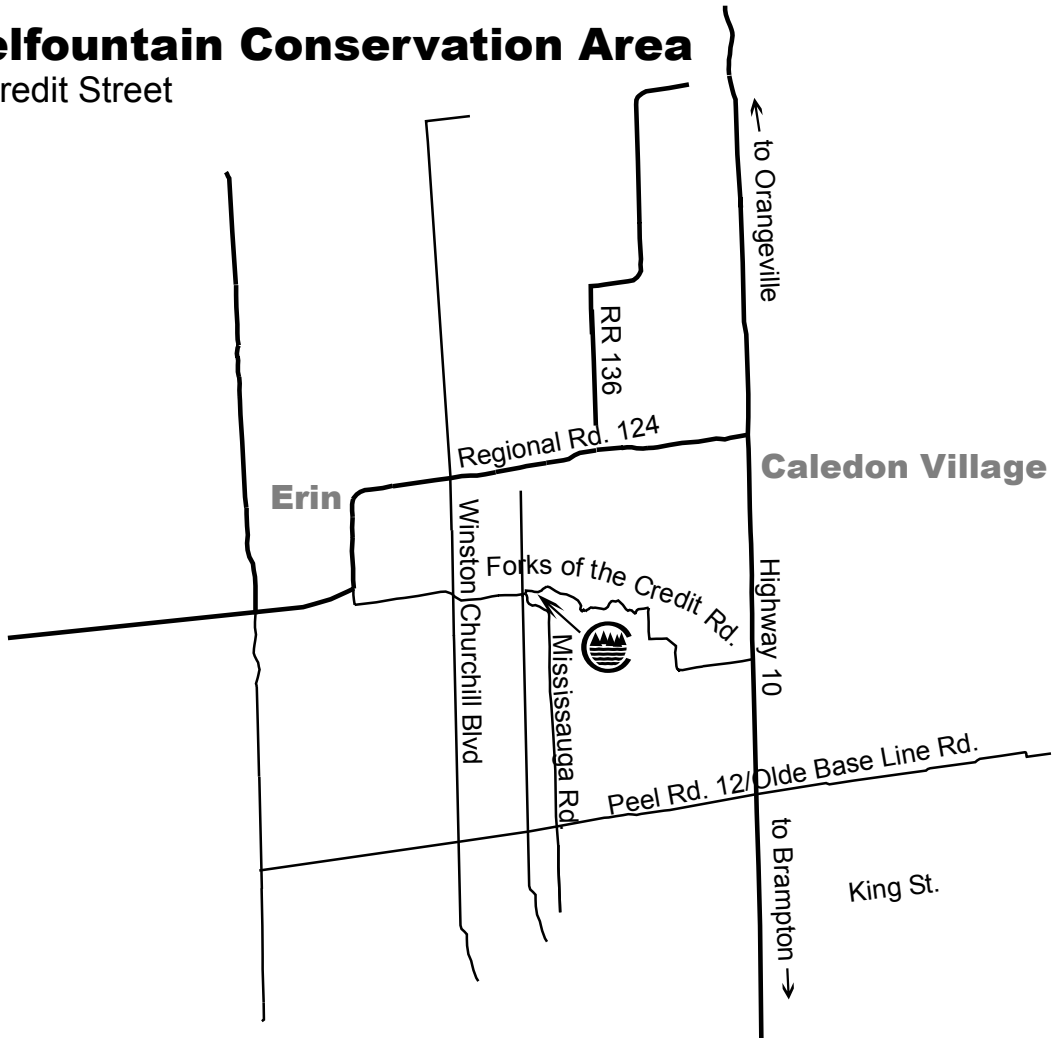 elfountain Conservation Area
redit Street
to Orangeville
RR 136
Regional Rd. 124
Caledon Village
Erin
Winston Churchill Blvd
Forks of the Credit Rd.
Highway 10
Mississauga Rd.
Peel Rd. 12/Olde Base Line Rd.
to Brampton
King St.